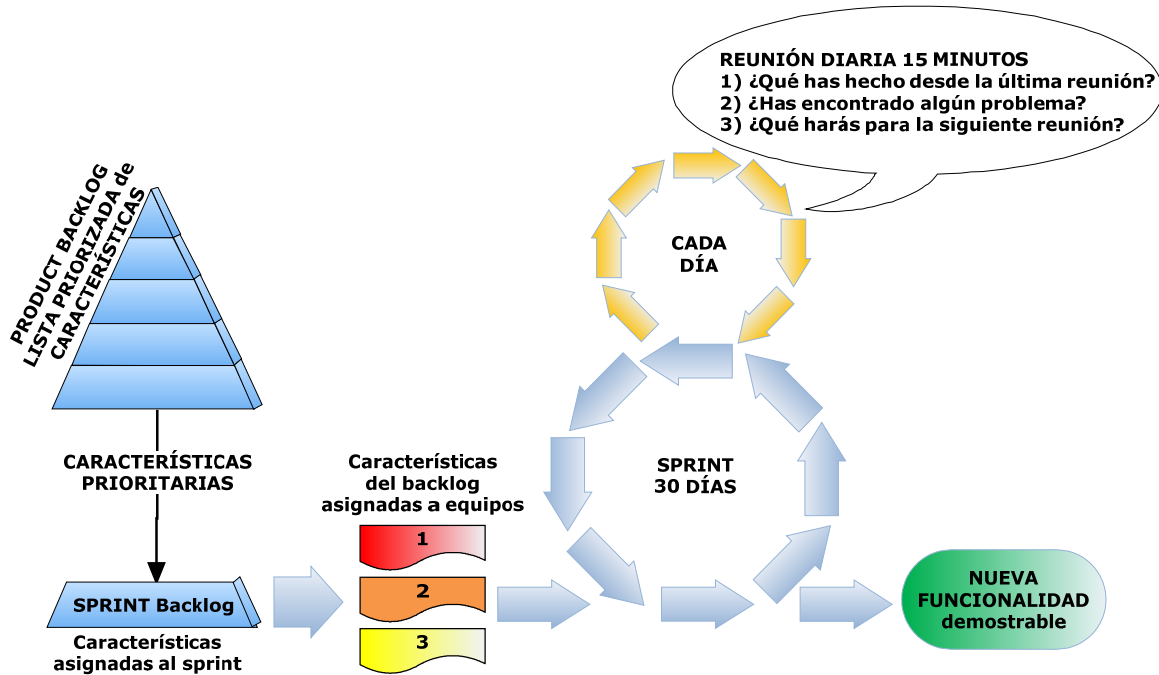 REUNIÓN DIARIA 15 MINUTOS
1) ¿Qué has hecho desde la última reunión?
2) ¿Has encontrado algún problema?
3) ¿Qué harás para la siguiente reunión?
PRODUCT BACKLOG
LISTA PRIORIZADA de
CARACTERÍSTICAS
CADA
DÍA
CARACTERÍSTICAS
PRIORITARIAS
Características
del backlog
asignadas a equipos
SPRINT
30 DÍAS
1
2
3
SPRINT Backlog
Características
asignadas al sprint
NUEVA
FUNCIONALIDAD
demostrable